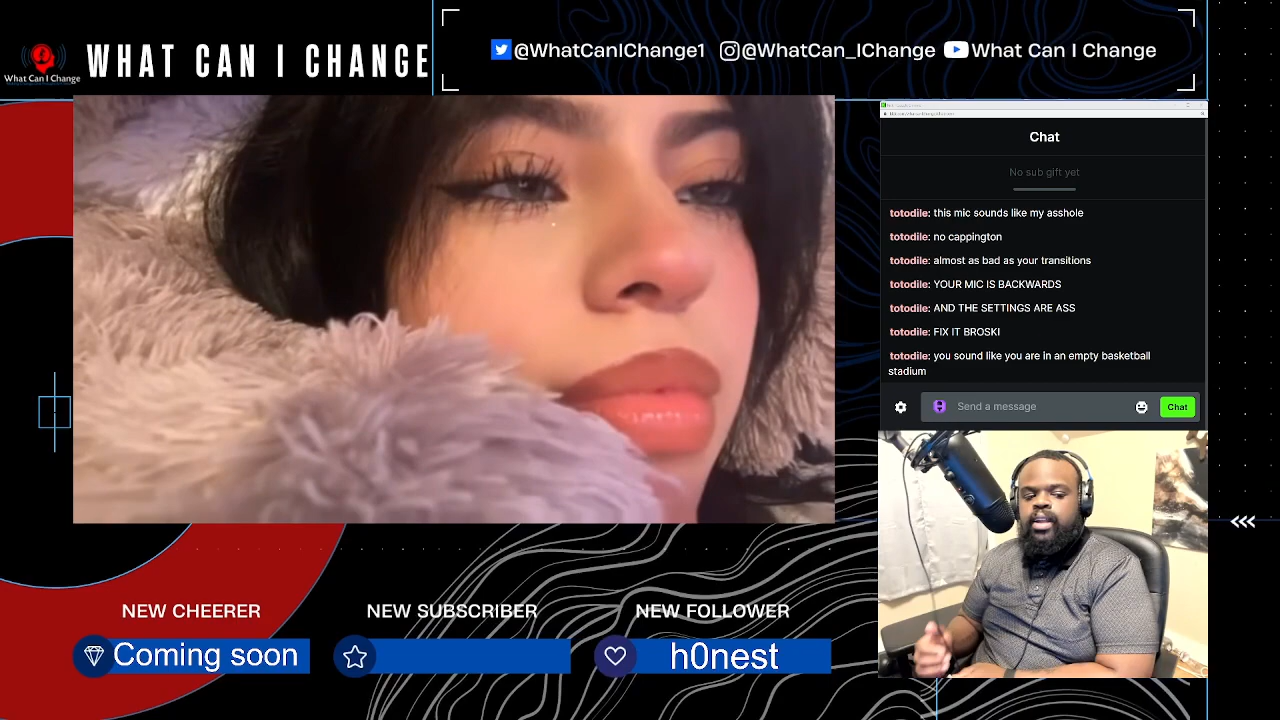 What Can I Change
WHAT CAN I CHANGE
@WhatCanIChange1 @WhatCan_IChange What Can I Change
Chat
No sub gift yet
totodile: this mic sounds like my asshole
totodile: no cappington
totodile: almost as bad as your transitions
totodile: YOUR MIC IS BACKWARDS
totodile: AND THE SETTINGS ARE ASS
totodile: FIX IT BROSKI
totodile: you sound like you are in an empty basketball
stadium
Send a message
Chat
NEW CHEERER
NEW SUBSCRIBER
NEW FOLLOWER
Coming soon
h0nest